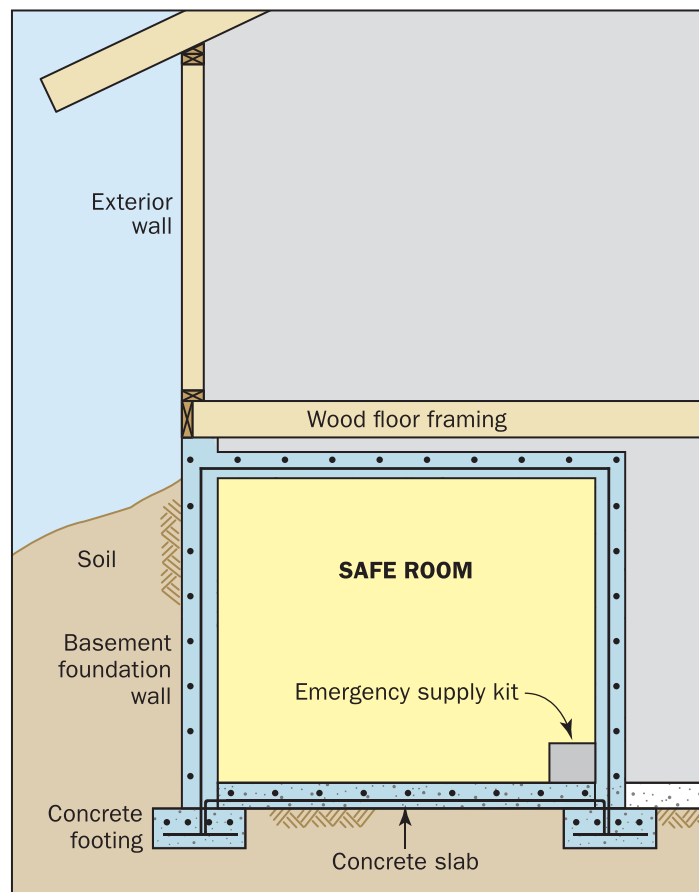 Exterior
wall
Wood floor framing
Soil
SAFE ROOM
Basement
foundation
wall
Emergency supply kit
Concrete
footing
Concrete slab